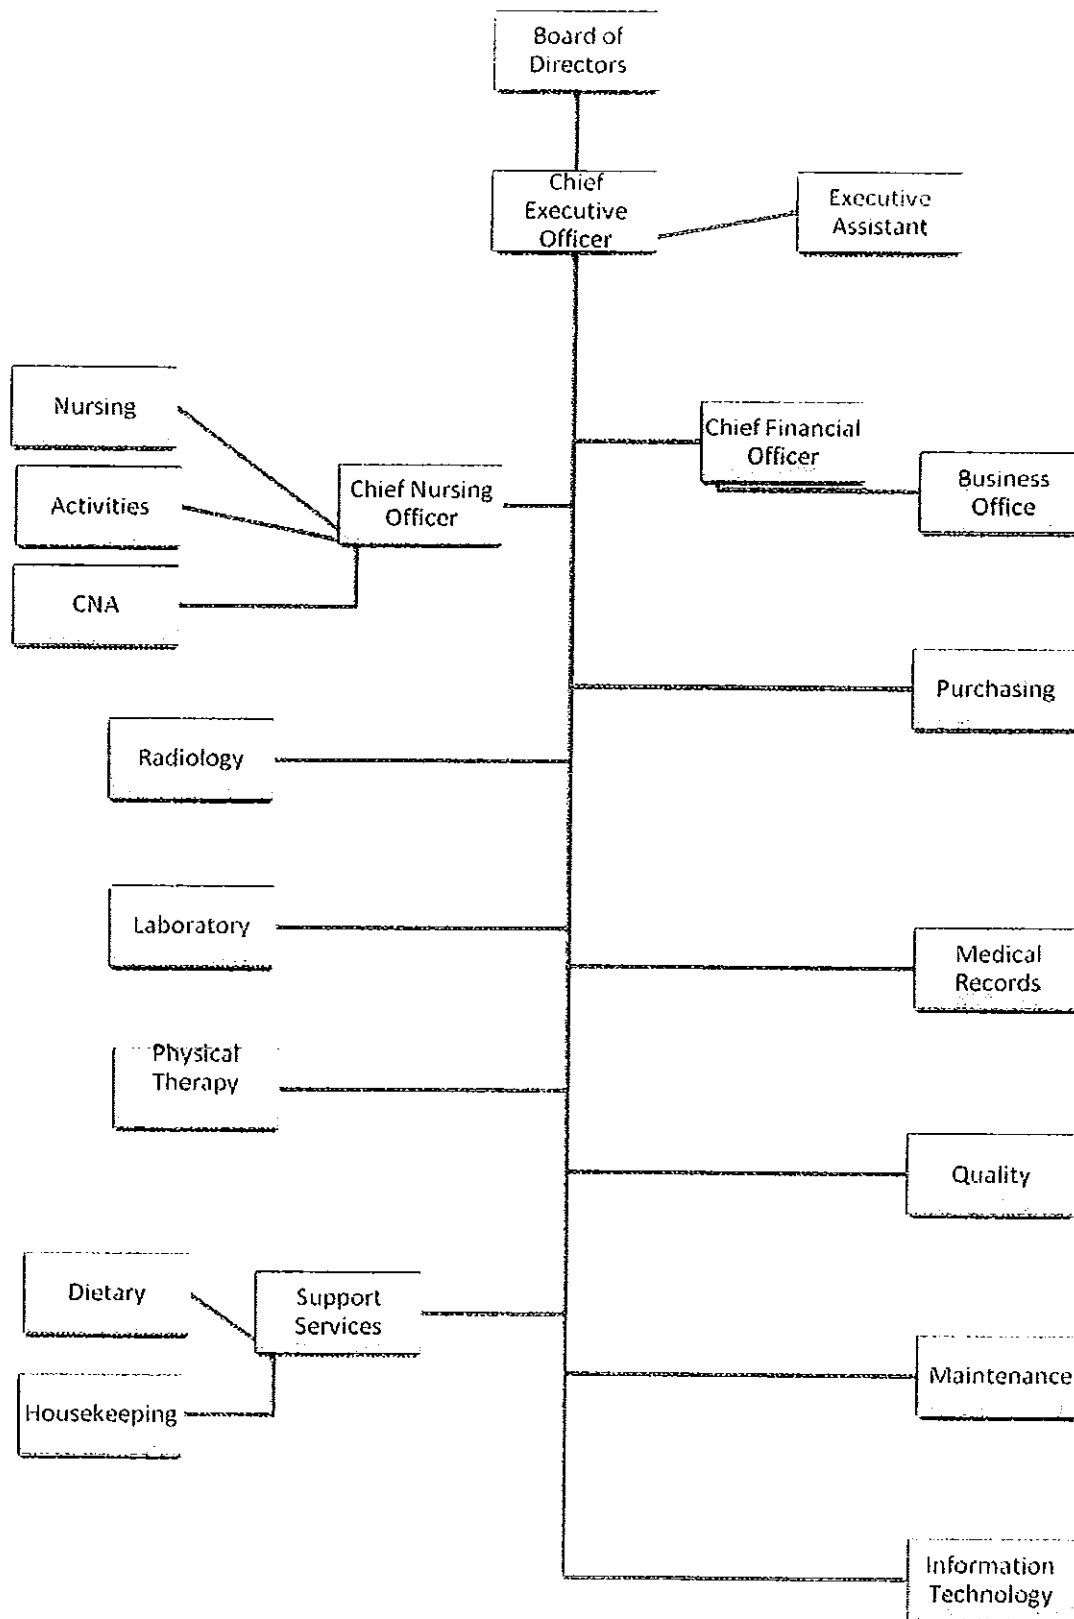 Board of
Directors
Chief
Executive
Officer
Executive
Assistant
Nursing
Activities
CNA
Chief Nursing
Officer
Chief Financial
Officer
Business
Office
Purchasing
Radiology
Laboratory
Medical
Records
Physical
Therapy
Quality
Dietary
Support
Services
Housekeeping
Maintenance
Information
Technology